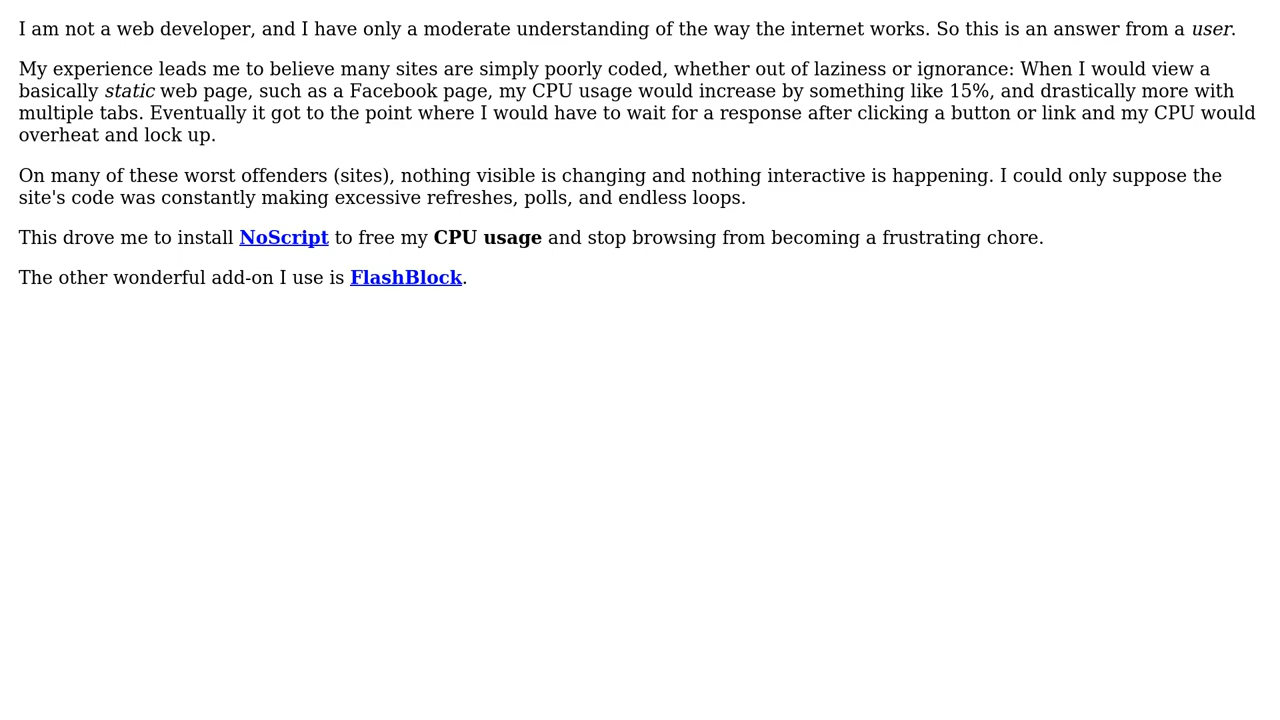 I am not a web developer, and I have only a moderate understanding of the way the internet works. So this is an answer from a user.
My experience leads me to believe many sites are simply poorly coded, whether out of laziness or ignorance: When I would view a
basically static web page, such as a Facebook page, my CPU usage would increase by something like 15%, and drastically more with
multiple tabs. Eventually it got to the point where I would have to wait for a response after clicking a button or link and my CPU would
overheat and lock up.
On many of these worst offenders (sites), nothing visible is changing and nothing interactive is happening. I could only suppose the
site's code was constantly making excessive refreshes, polls, and endless loops.
This drove me to install NoScript to free my CPU usage and stop browsing from becoming a frustrating chore.
The other wonderful add-on I use is FlashBlock.